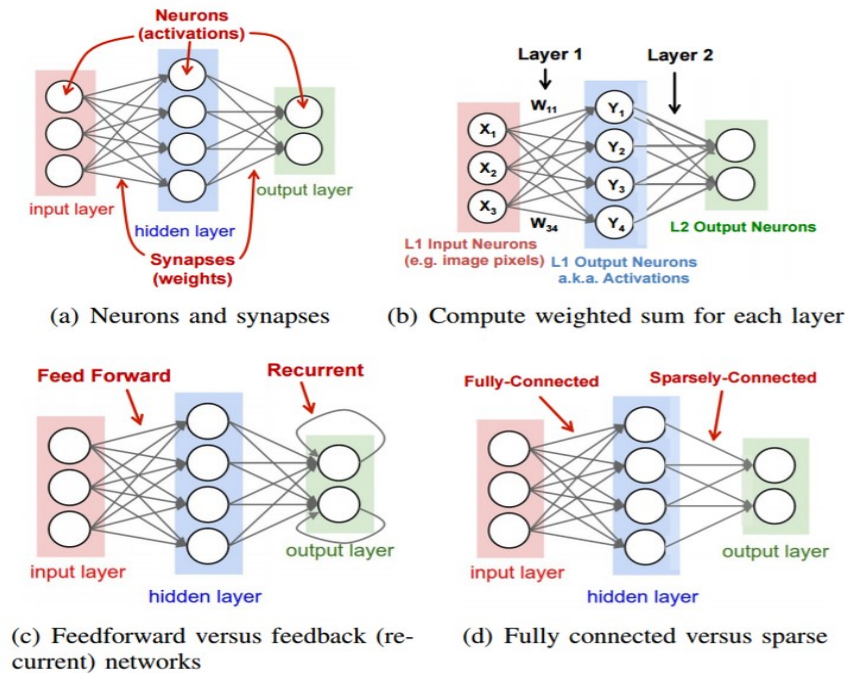 Neurons
(activations)
input layer
hidden layer
output layer
Synapses
(weights)
(a) Neurons and synapses
Layer 1
Layer 2
W11
X1
X2
X3
Y1
Y2
Y3
Y4
W34
L1 Input Neurons
(e.g. image pixels)
L1 Output Neurons
a.k.a. Activations
L2 Output Neurons
(b) Compute weighted sum for each layer
Feed Forward
Recurrent
input layer
hidden layer
output layer
(c) Feedforward versus feedback (re-
current) networks
Fully-Connected
Sparsely-Connected
input layer
hidden layer
output layer
(d) Fully connected versus sparse